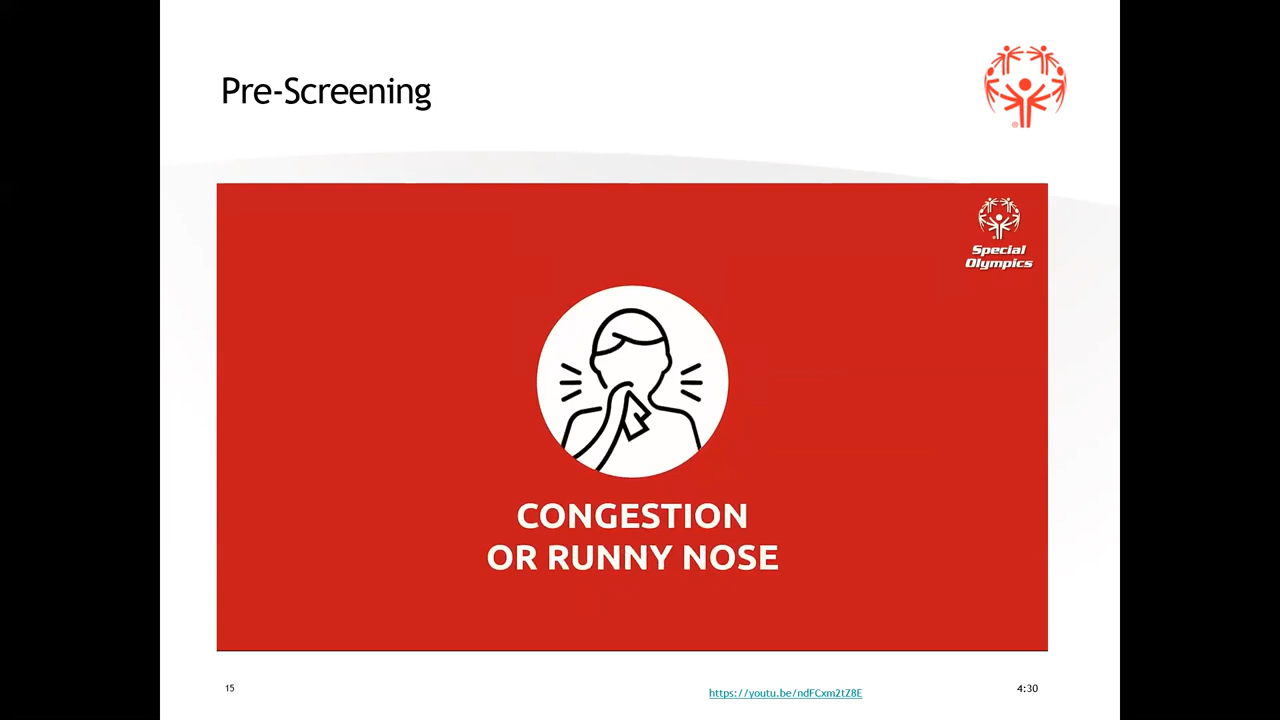 Pre-Screening
Special
Olympics
CONGESTION
OR RUNNY NOSE
15
https://youtu.be/ndFCxm2tZ8E
4:30